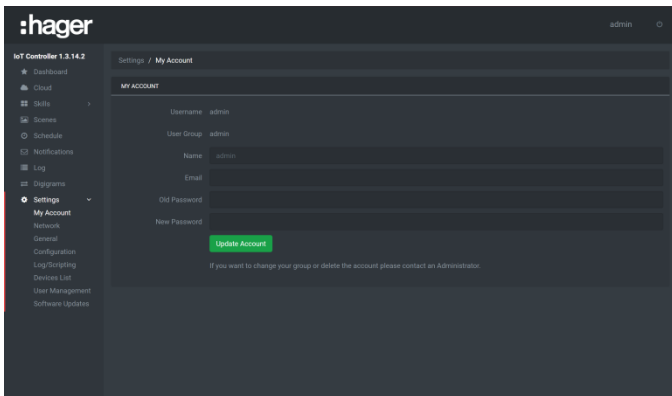 :hager
admin
IoT Controller 1.3.14.2
Dashboard
Cloud
Skills
Scenes
Schedule
Notifications
Log
Digigrams
Settings
My Account
Network
General
Configuration
Log/Scripting
Devices List
User Management
Software Updates
Settings / My Account
MY ACCOUNT
Username admin
User Group admin
Name admin
Email
Old Password
New Password
Update Account
If you want to change your group or delete the account please contact an Administrator.